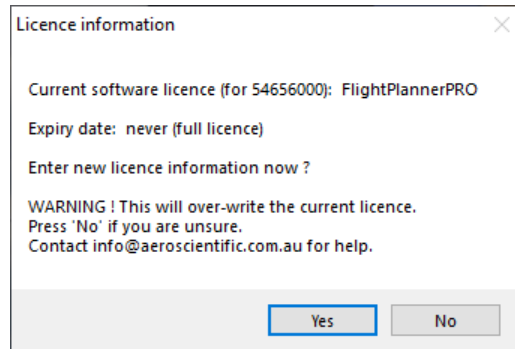 Licence information
Current software licence (for 54656000):  FlightPlannerPRO
Expiry date:  never (full licence)
Enter new licence information now ?
WARNING ! This will over-write the current licence.
Press 'No' if you are unsure.
Contact info@aeroscientific.com.au for help.
Yes
No